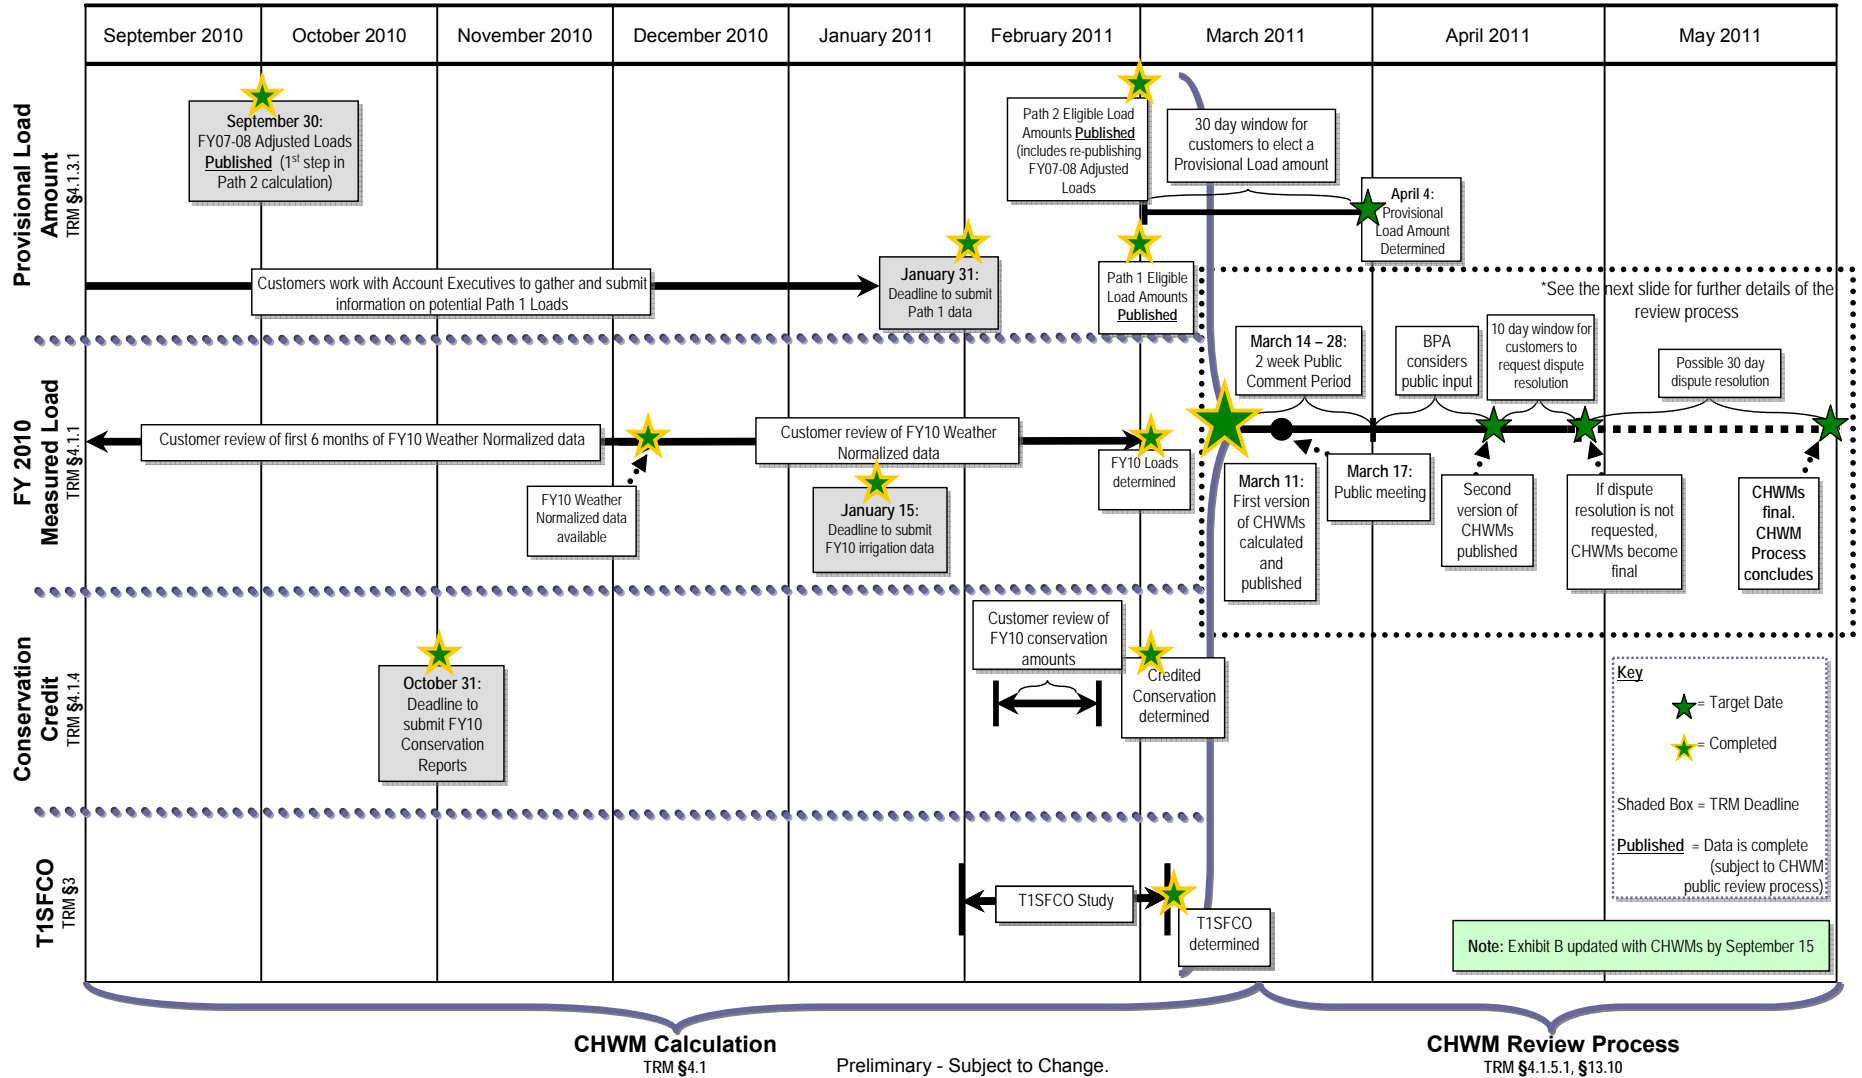 September 2010
October 2010
November 2010
December 2010
January 2011
February 2011
March 2011
April 2011
May 2011
Provisional Load
Amount
TRM §4.1.3.1
September 30:
FY07-08 Adjusted Loads
Published (1st step in
Path 2 calculation)
Path 2 Eligible Load
Amounts Published
(includes re-publishing
FY07-08 Adjusted
Loads
30 day window for
customers to elect a
Provisional Load amount
April 4:
Provisional
Load Amount
Determined
Customers work with Account Executives to gather and submit
information on potential Path 1 Loads
January 31:
Deadline to submit
Path 1 data
Path 1 Eligible
Load Amounts
Published
*See the next slide for further details of the
review process
FY 2010
Measured Load
TRM §4.1.1
Customer review of first 6 months of FY10 Weather Normalized data
FY10 Weather
Normalized data
available
Customer review of FY10 Weather
Normalized data
January 15:
Deadline to submit
FY10 irrigation data
FY10 Loads
determined
March 14 – 28:
2 week Public
Comment Period
BPA
considers
public input
10 day window for
customers to
request dispute
resolution
Possible 30 day
dispute resolution
March 11:
First version
of CHWMs
calculated
and
published
March 17:
Public meeting
Second
version of
CHWMs
published
If dispute
resolution is not
requested,
CHWMs become
final
CHWMs
final.
CHWM
Process
concludes
Conservation
Credit
TRM §4.1.4
October 31:
Deadline to
submit FY10
Conservation
Reports
Customer review of
FY10 conservation
amounts
Credited
Conservation
determined
Key
= Target Date
= Completed
Shaded Box = TRM Deadline
Published = Data is complete
(subject to CHWM
public review process)
T1SFCO
TRM §3
T1SFCO Study
T1SFCO
determined
Note: Exhibit B updated with CHWMs by September 15
CHWM Calculation
TRM §4.1
Preliminary - Subject to Change.
CHWM Review Process
TRM §4.1.5.1, §13.10